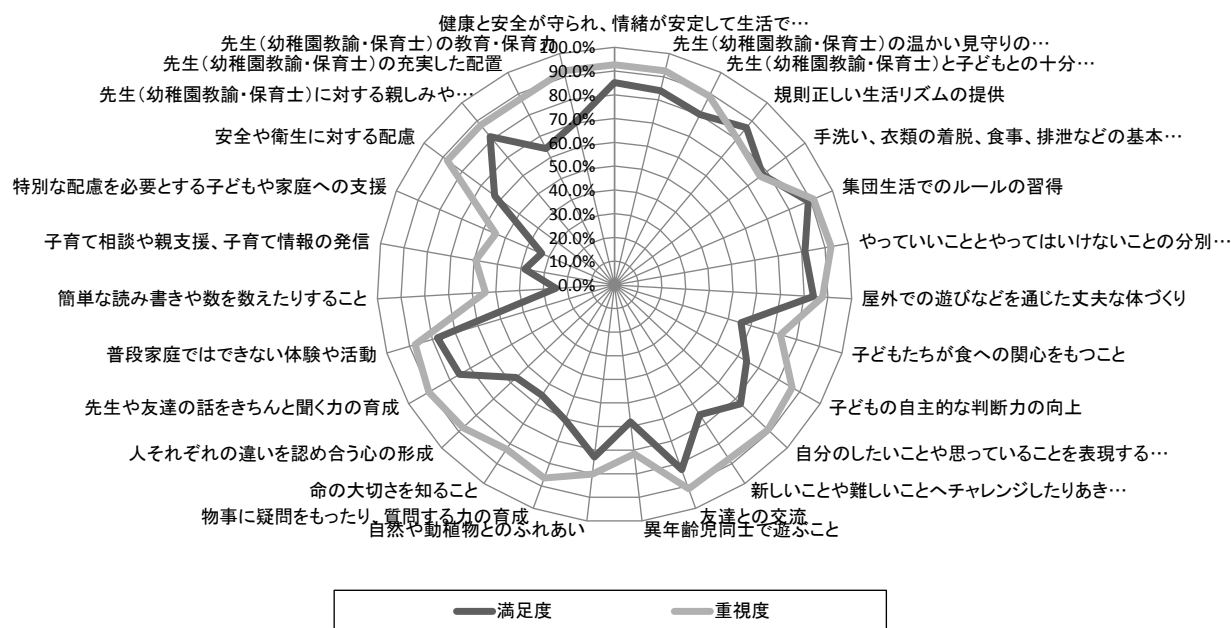 健康と安全が守られ、情緒が安定して生活で…
先生（幼稚園教諭・保育士）の温かい見守りの…
先生（幼稚園教諭・保育士）と子どもとの十分…
規則正しい生活リズムの提供
手洗い、衣類の着脱、食事、排泄などの基本…
集団生活でのルールの習得
やっていいこととやってはいけないことの分別…
屋外での遊びなどを通じた丈夫な体づくり
子どもたちが食への関心をもつこと
子どもの自主的な判断力の向上
自分のしたいことや思っていることを表現する…
新しいことや難しいことへチャレンジしたりあき…
友達との交流
異年齢児同士で遊ぶこと
自然や動植物とのふれあい
物事に疑問をもったり、質問する力の育成
命の大切さを知ること
人それぞれの違いを認め合う心の形成
先生や友達の話をきちんと聞く力の育成
普段家庭ではできない体験や活動
簡単な読み書きや数を数えたりすること
子育て相談や親支援、子育て情報の発信
特別な配慮を必要とする子どもや家庭への支援
安全や衛生に対する配慮
先生（幼稚園教諭・保育士）に対する親しみや…
先生（幼稚園教諭・保育士）の充実した配置
先生（幼稚園教諭・保育士）の教育・保育力
100.0%
90.0%
80.0%
70.0%
60.0%
50.0%
40.0%
30.0%
20.0%
10.0%
0.0%
満足度
重視度